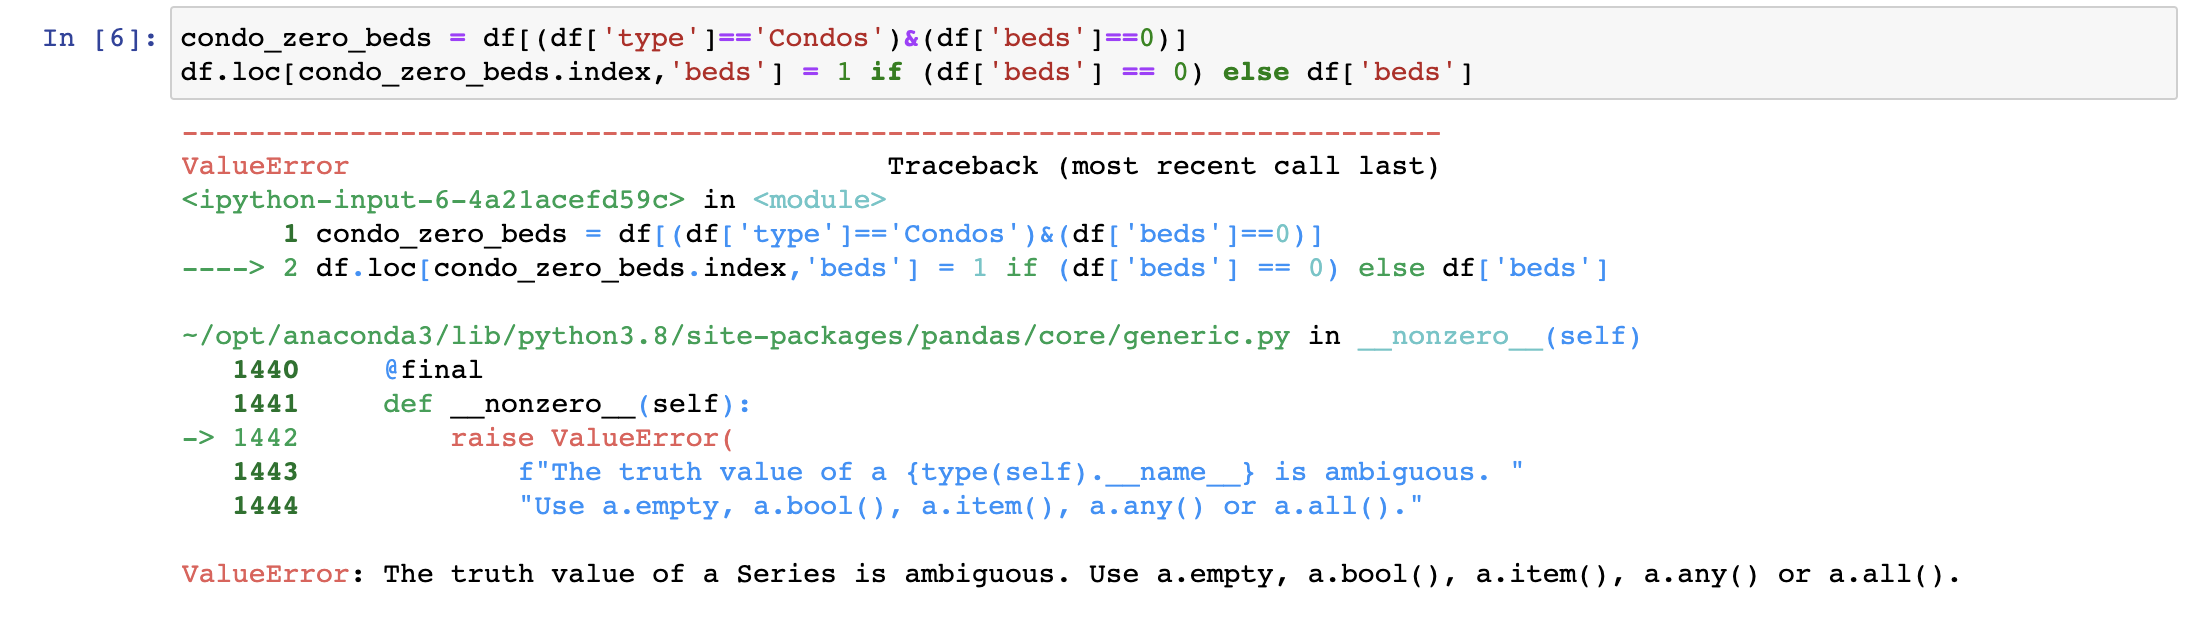 In [6]: condo_zero_beds = df[(df['type']=='Condos')&(df['beds']==0)]
df.loc[condo_zero_beds.index,'beds'] = 1 if (df['beds'] == 0) else df['beds']
---------------------------------------------------------------------------
ValueError                                Traceback (most recent call last)
<ipython-input-6-4a21acefd59c> in <module>
      1 condo_zero_beds = df[(df['type']=='Condos')&(df['beds']==0)]
----> 2 df.loc[condo_zero_beds.index,'beds'] = 1 if (df['beds'] == 0) else df['beds']
~/opt/anaconda3/lib/python3.8/site-packages/pandas/core/generic.py in __nonzero__(self)
   1440     @final
   1441     def __nonzero__(self):
-> 1442         raise ValueError(
   1443             f"The truth value of a {type(self).__name__} is ambiguous. "
   1444             "Use a.empty, a.bool(), a.item(), a.any() or a.all()."
ValueError: The truth value of a Series is ambiguous. Use a.empty, a.bool(), a.item(), a.any() or a.all().